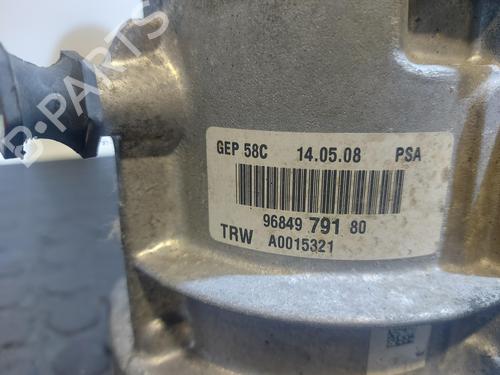 B-PARTS
GEP 58C 14.05.08 PSA
96849 791 80
TRW A0015321